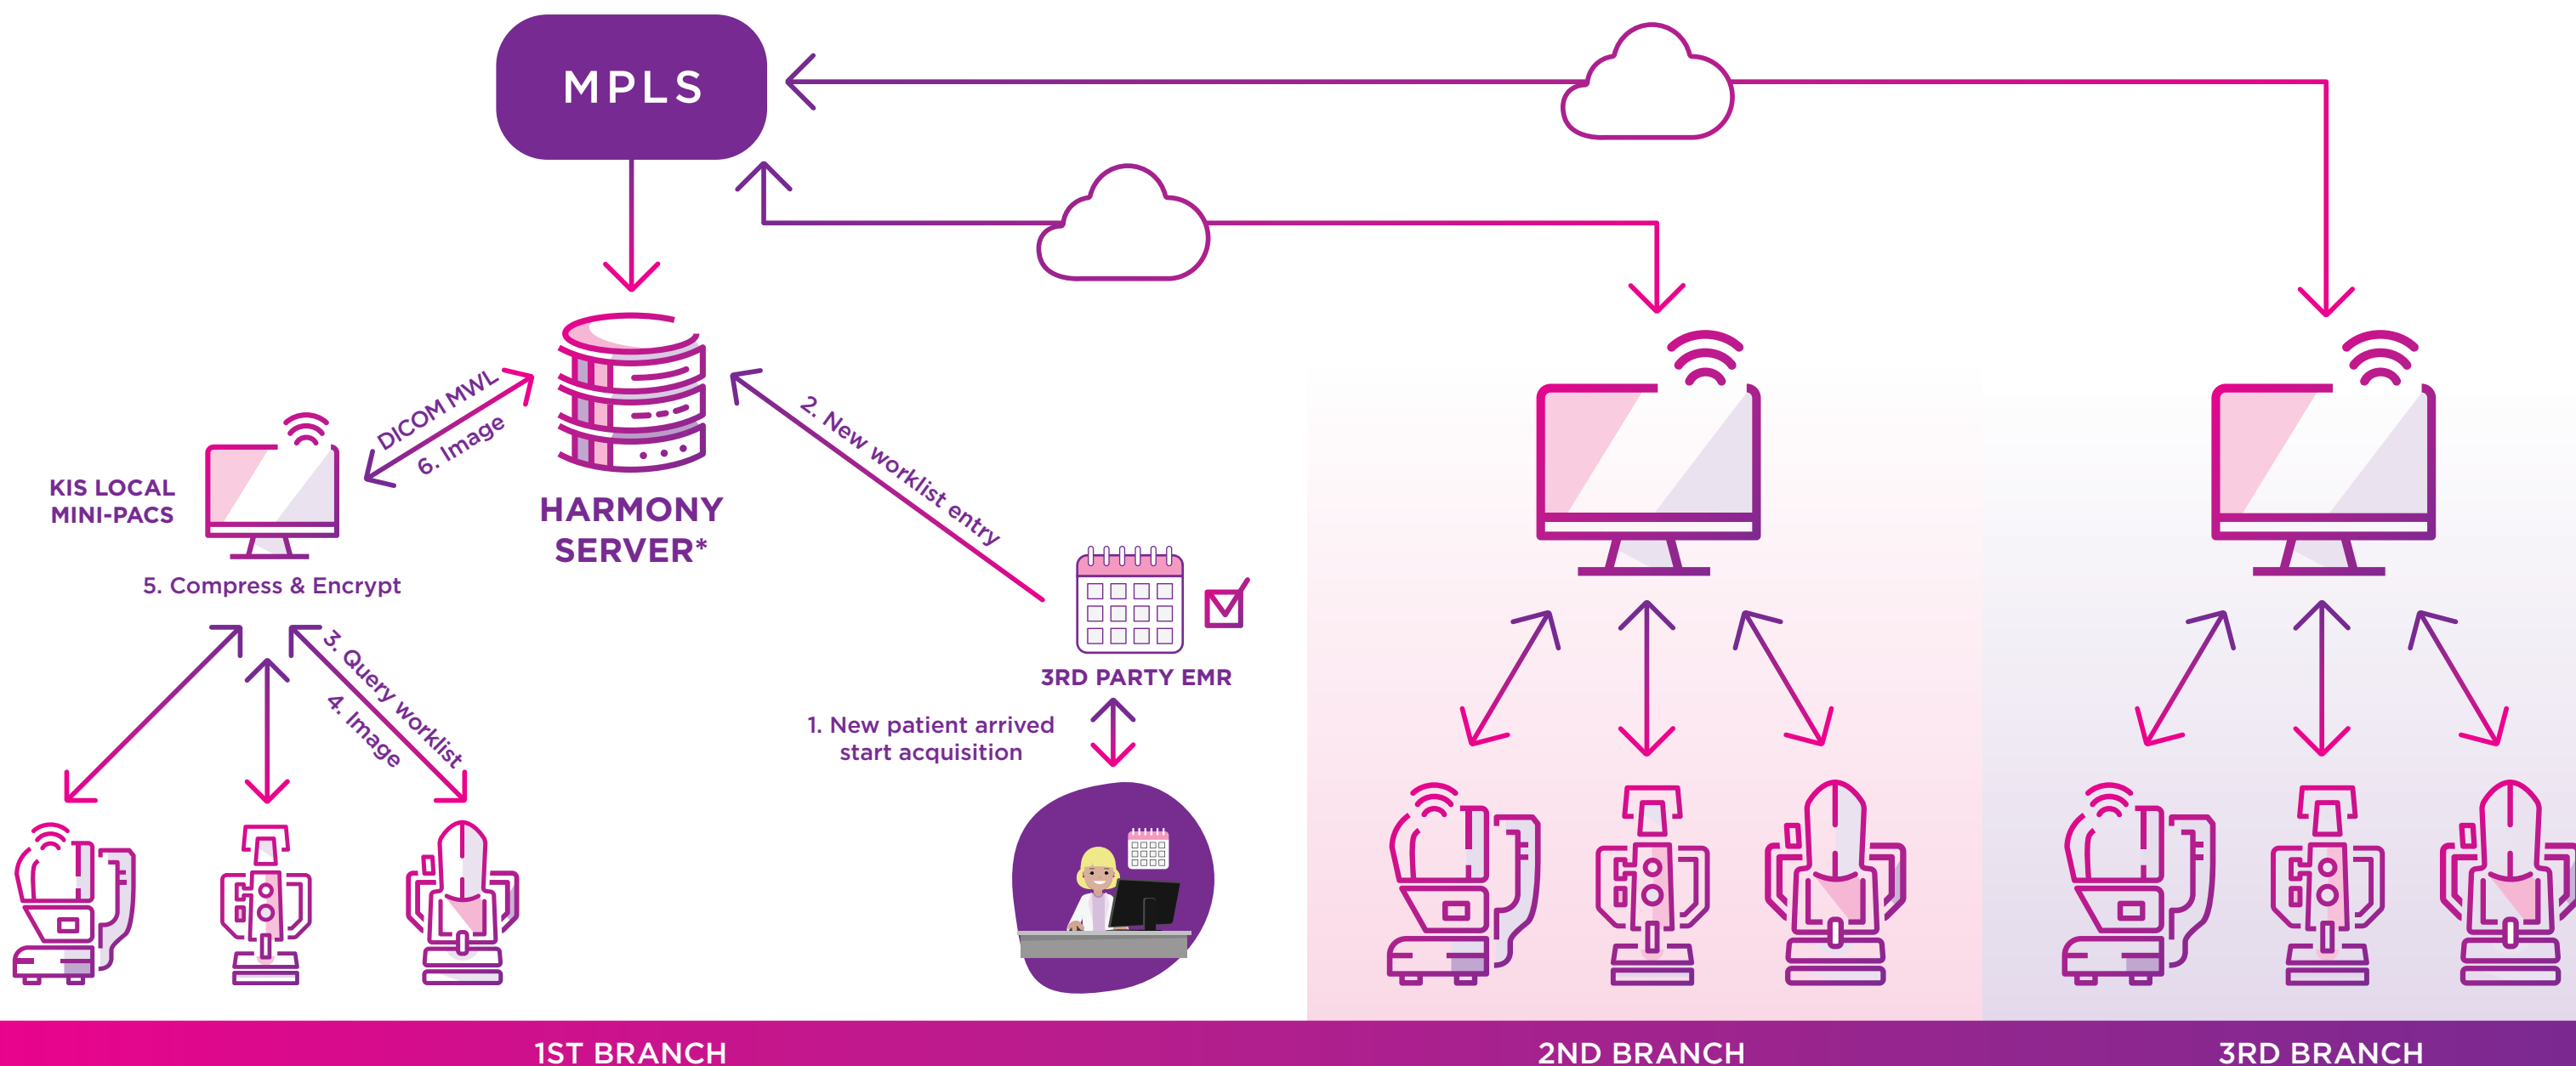 MPLS
DICOM MWL
6. Image
2. New worklist entry
KIS LOCAL
MINI-PACS
HARMONY
SERVER*
5. Compress & Encrypt
3. Query worklist
4. Image
3RD PARTY EMR
1. New patient arrived
start acquisition
1ST BRANCH
2ND BRANCH
3RD BRANCH